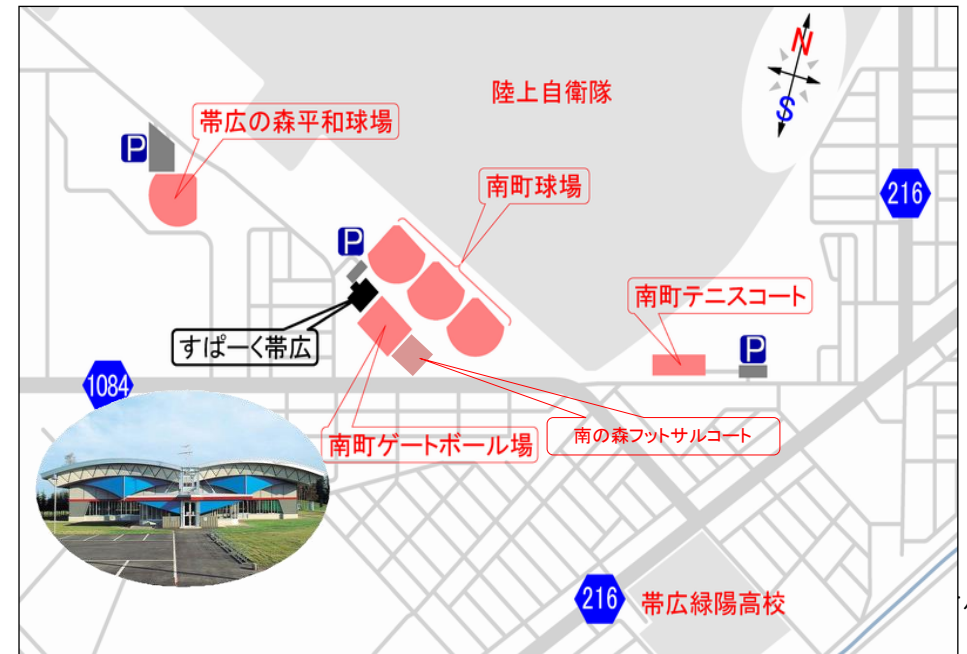 N
S
陸上自衛隊
帯広の森平和球場
P
南町球場
216
P
南町テニスコート
P
すぱーく帯広
1084
南町ゲートボール場
南の森フットサルコート
216
帯広緑陽高校